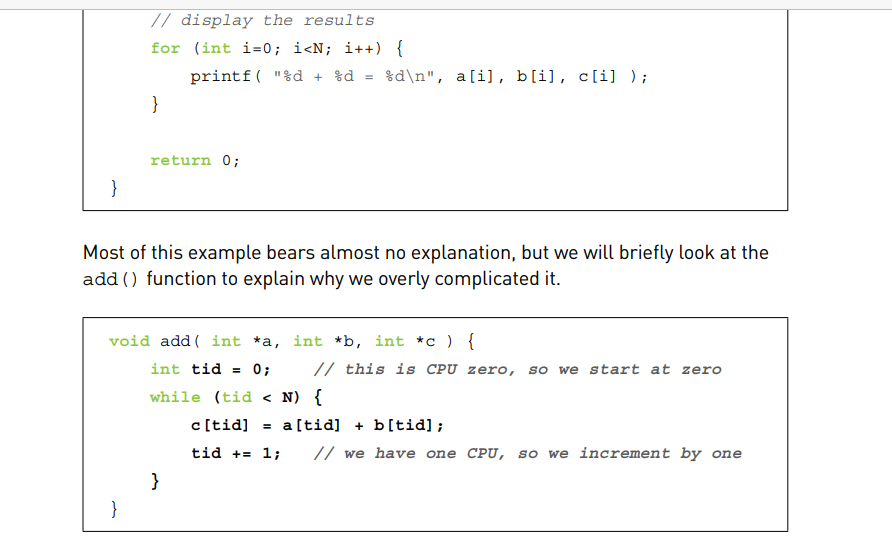 // display the results
for (int i=0; i<N; i++) {
printf( "%d + %d = %d\n", a[i], b[i], c[i] );
}
return 0;
}
Most of this example bears almost no explanation, but we will briefly look at the
add() function to explain why we overly complicated it.
void add( int *a, int *b, int *c ) {
int tid = 0;    // this is CPU zero, so we start at zero
while (tid < N) {
c[tid] = a[tid] + b[tid];
tid += 1;   // we have one CPU, so we increment by one
}
}